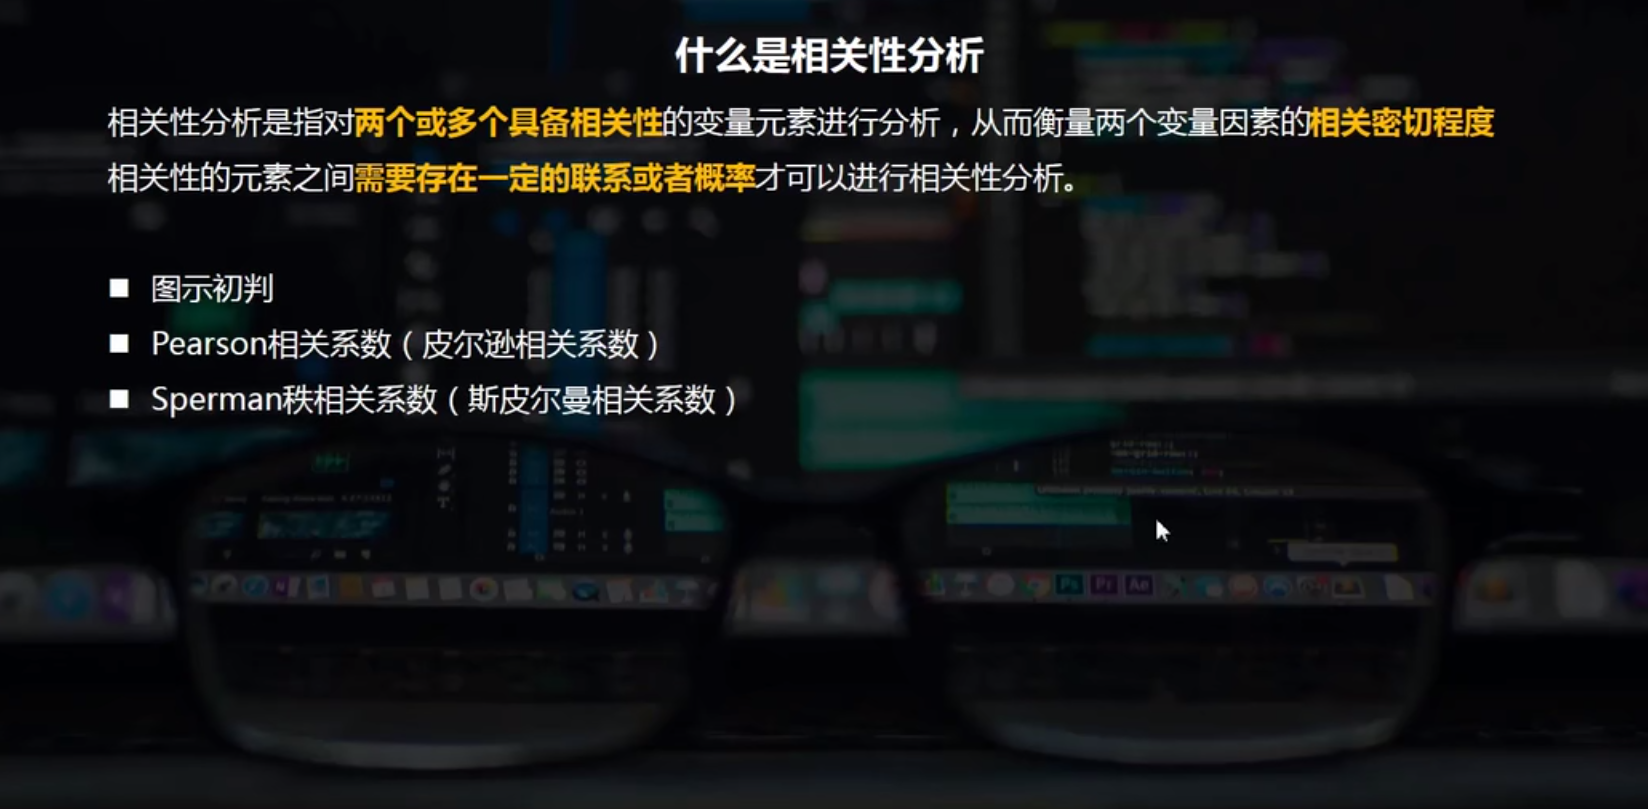 什么是相关性分析
相关性分析是指对两个或多个具备相关性的变量元素进行分析，从而衡量两个变量因素的相关密切程度
相关性的元素之间需要存在一定的联系或者概率才可以进行相关性分析。
■ 图示初判
■ Pearson相关系数（皮尔逊相关系数）
■ Sperman秩相关系数（斯皮尔曼相关系数）
Ps Pr Ae